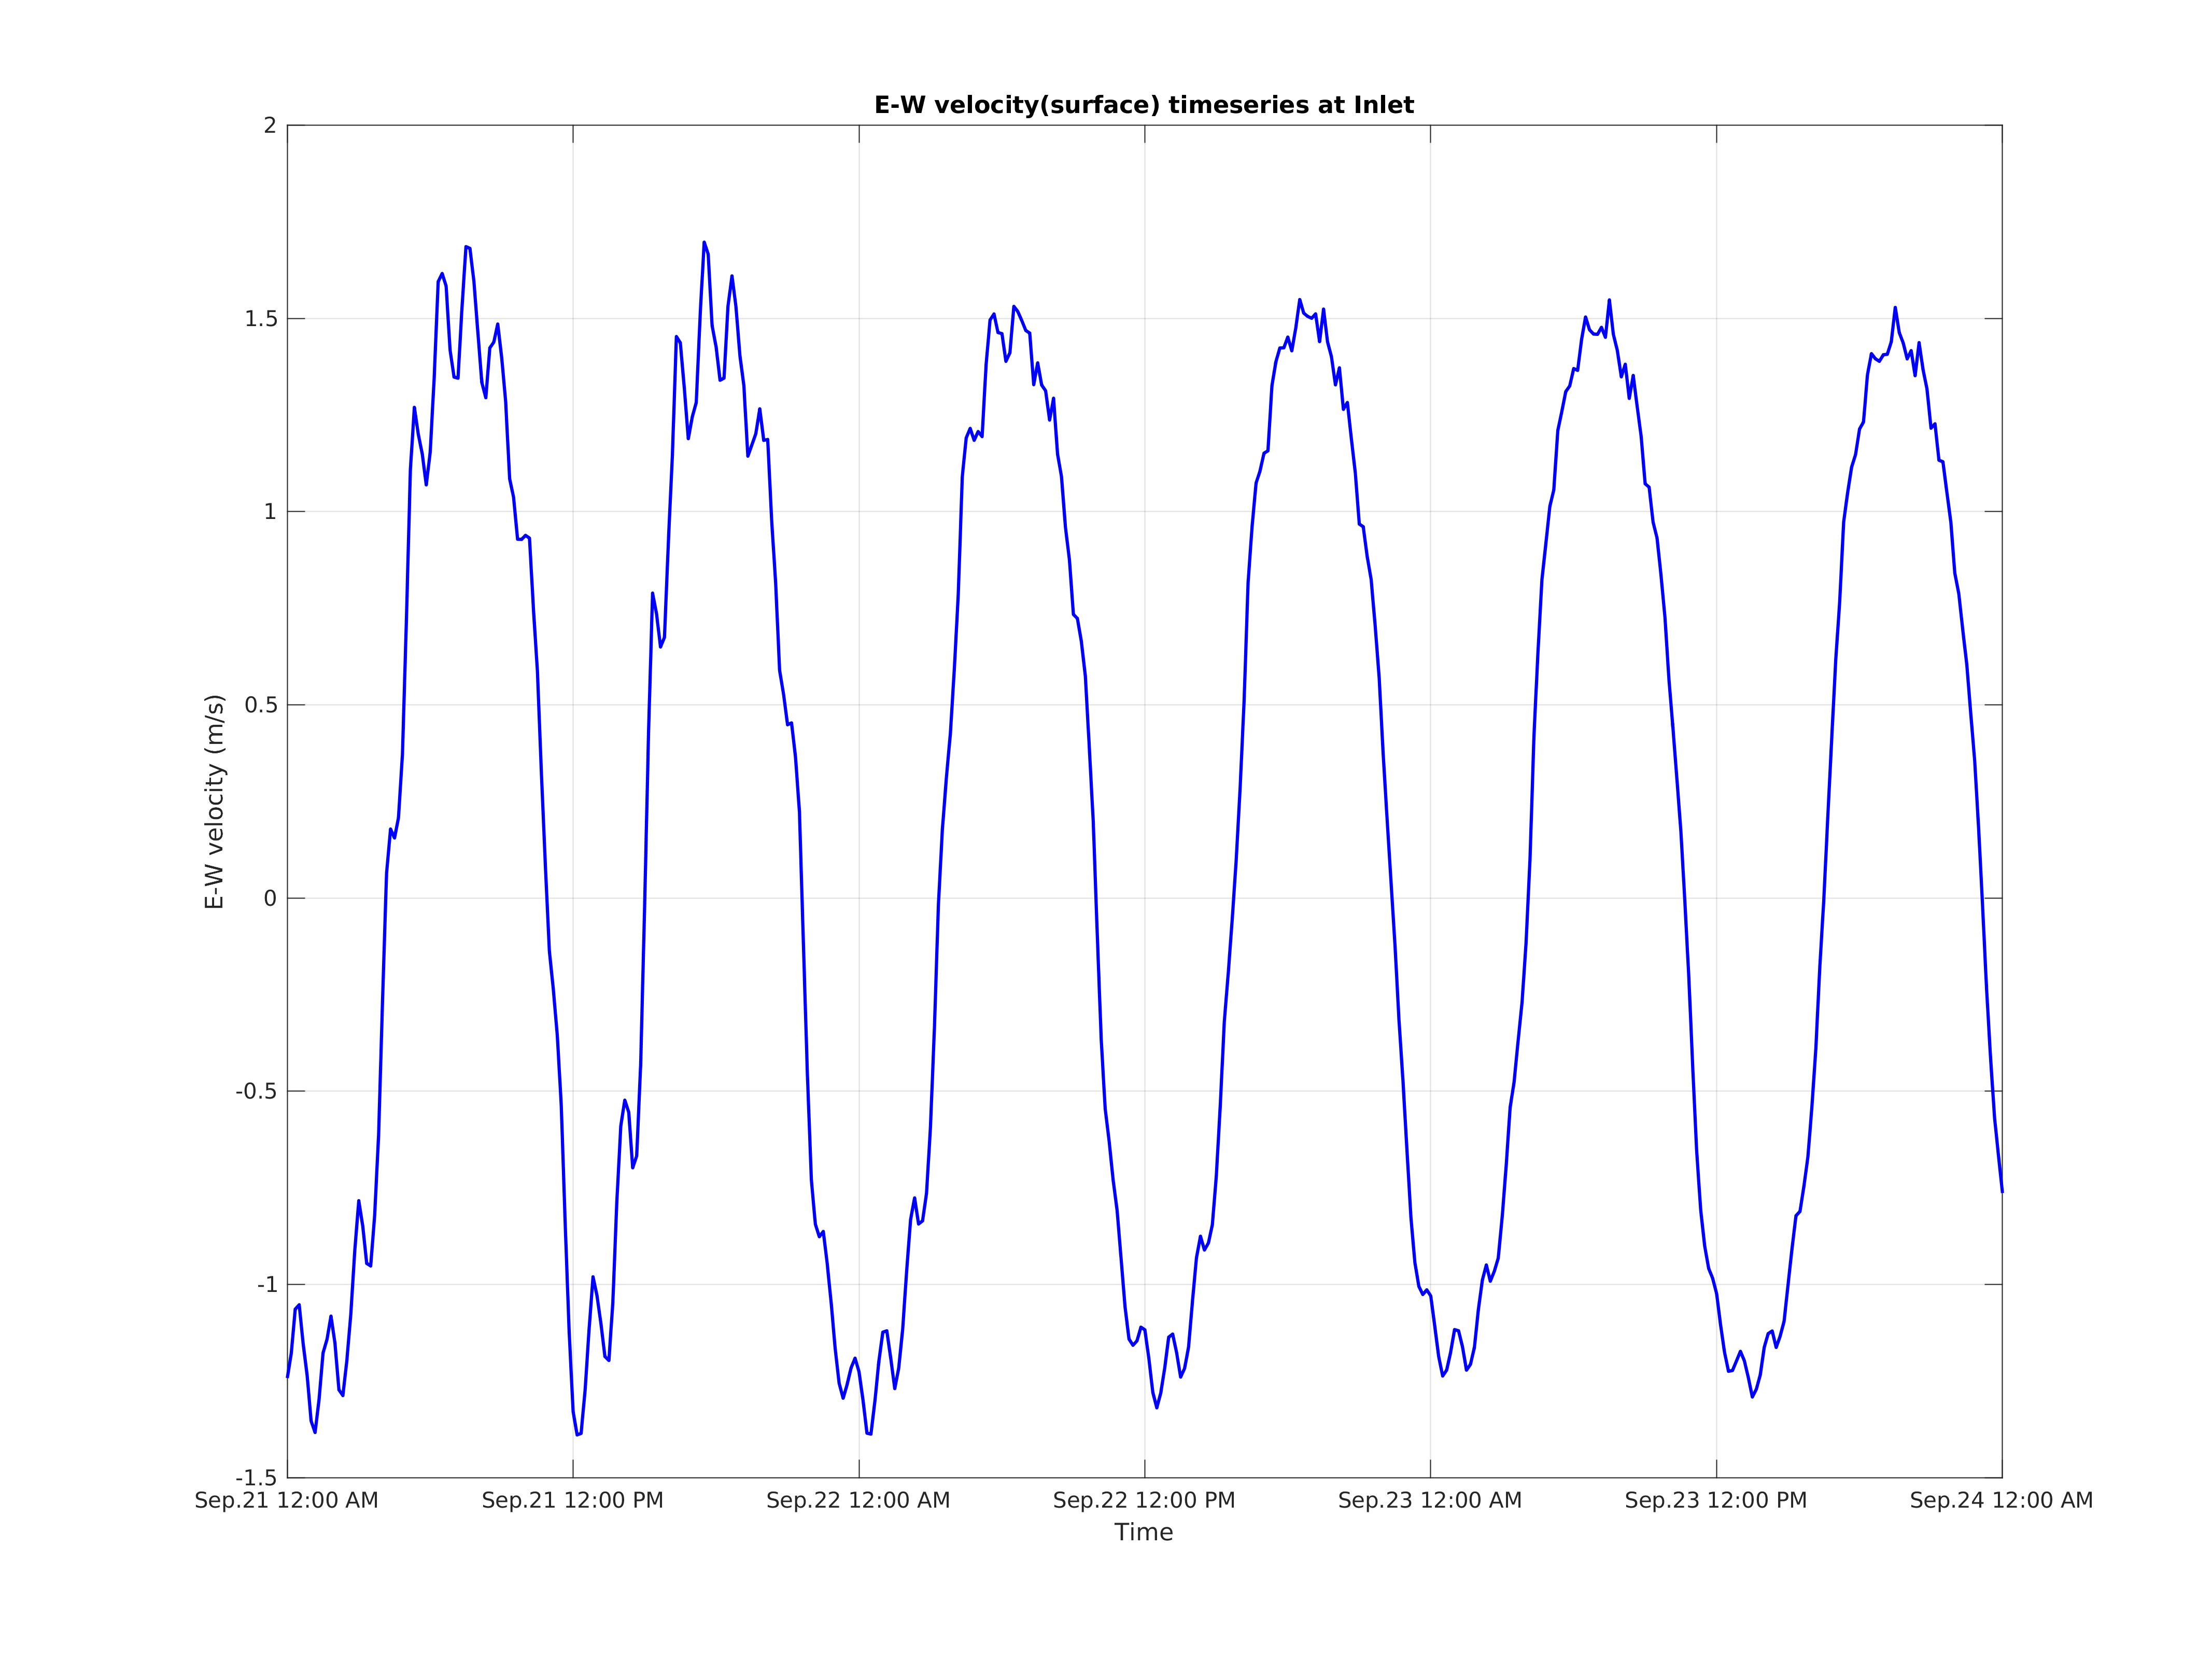 E-W velocity(surface) timeseries at Inlet
2
1.5
1
0.5
0
-0.5
-1
-1.5
E-W velocity (m/s)
Sep.21 12:00 AM Sep.21 12:00 PM Sep.22 12:00 AM Sep.22 12:00 PM Sep.23 12:00 AM Sep.23 12:00 PM Sep.24 12:00 AM
Time